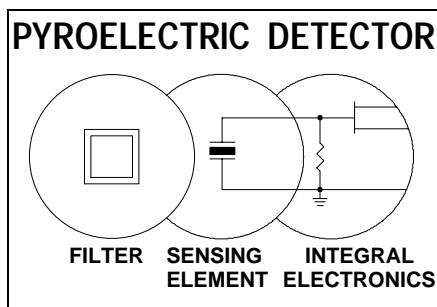 PYROELECTRIC DETECTOR
FILTER
SENSING
ELEMENT
INTEGRAL
ELECTRONICS